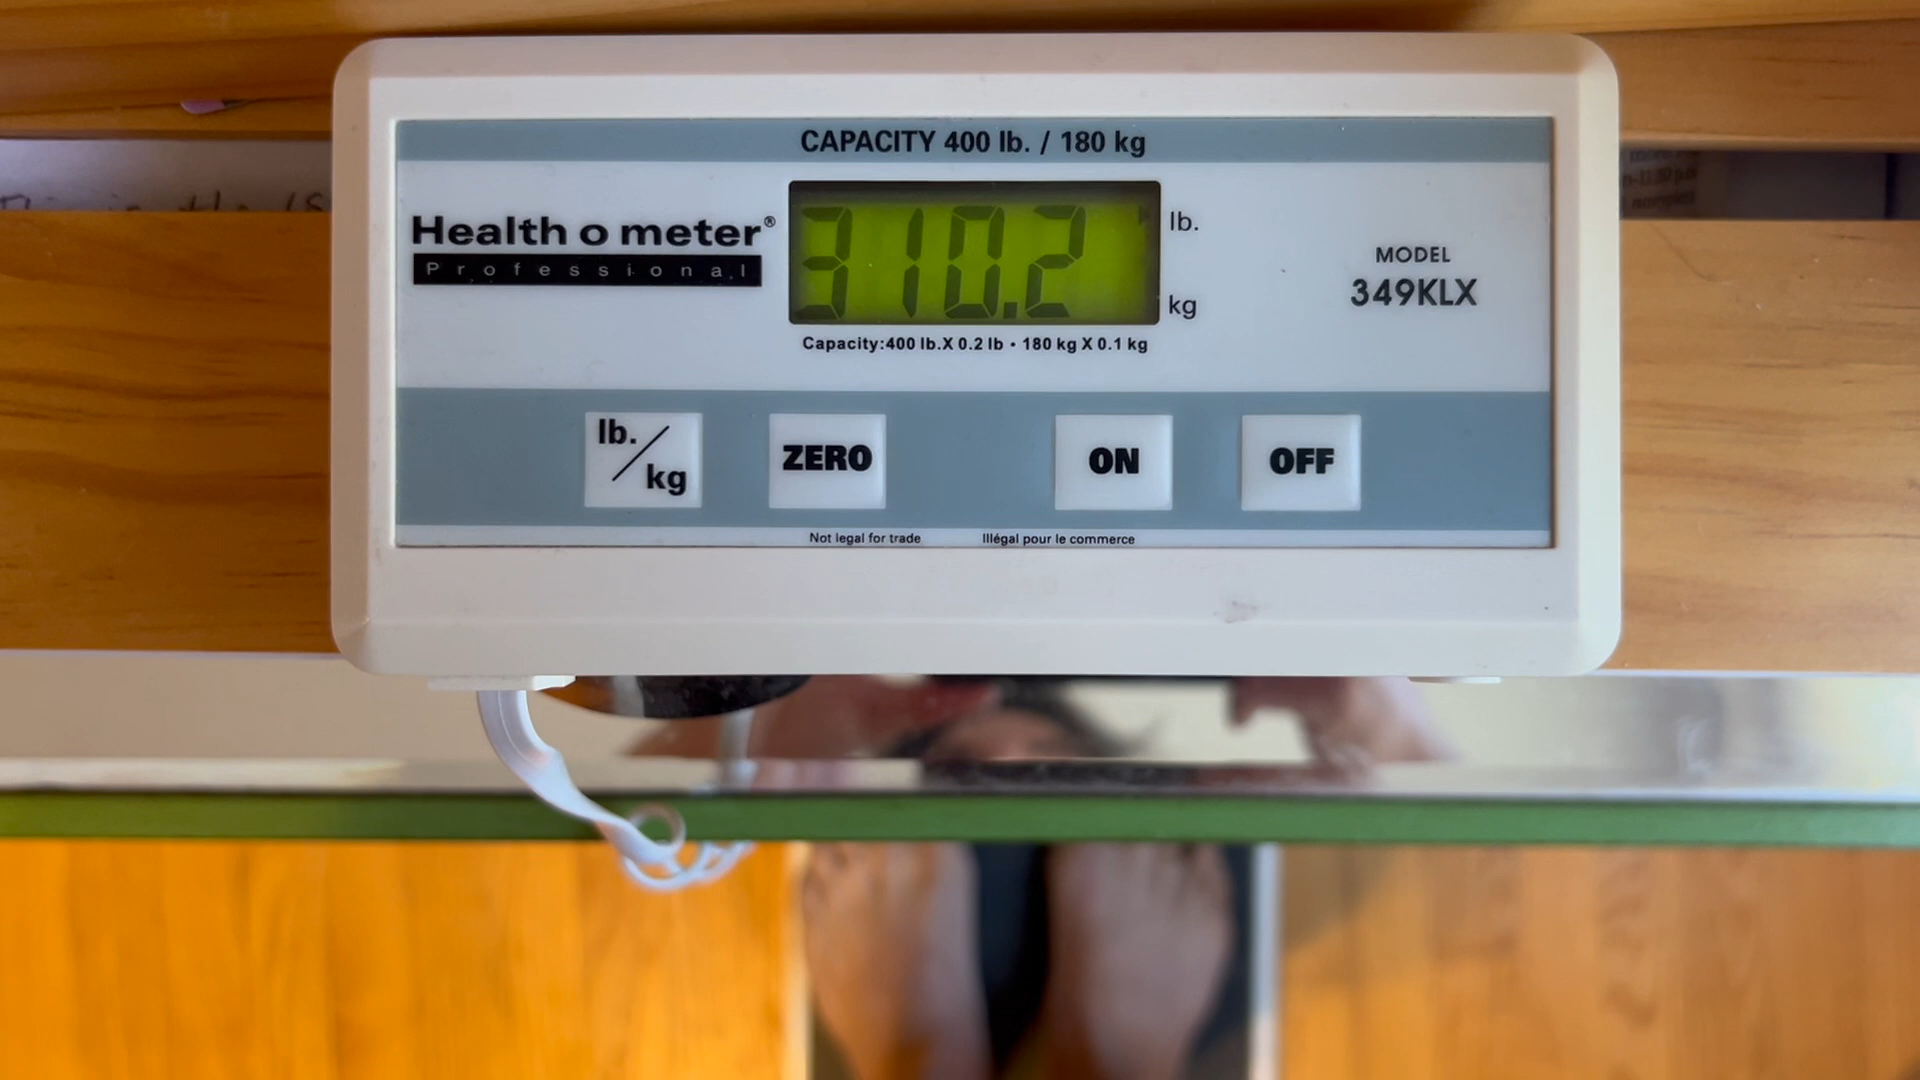 CAPACITY 400 lb. / 180 kg
Health o meter®
Professional
310.2
lb.
kg
MODEL
349KLX
Capacity:400 lb.X 0.2 lb • 180 kg X 0.1 kg
lb./kg
ZERO
ON
OFF
Not legal for trade
Illégal pour le commerce